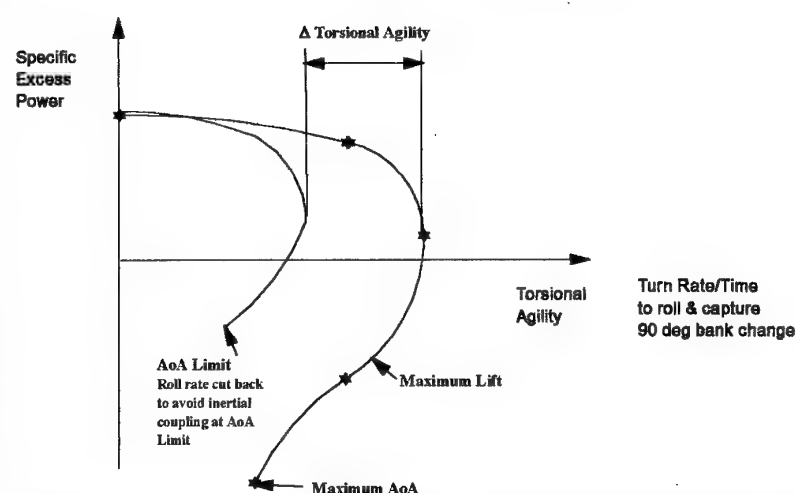 Δ Torsional Agility
Specific
Excess
Power
Torsional
Agility
Turn Rate/Time
to roll & capture
90 deg bank change
AoA Limit
Roll rate cut back
to avoid inertial
coupling at AoA
Limit
Maximum Lift
Maximum AoA